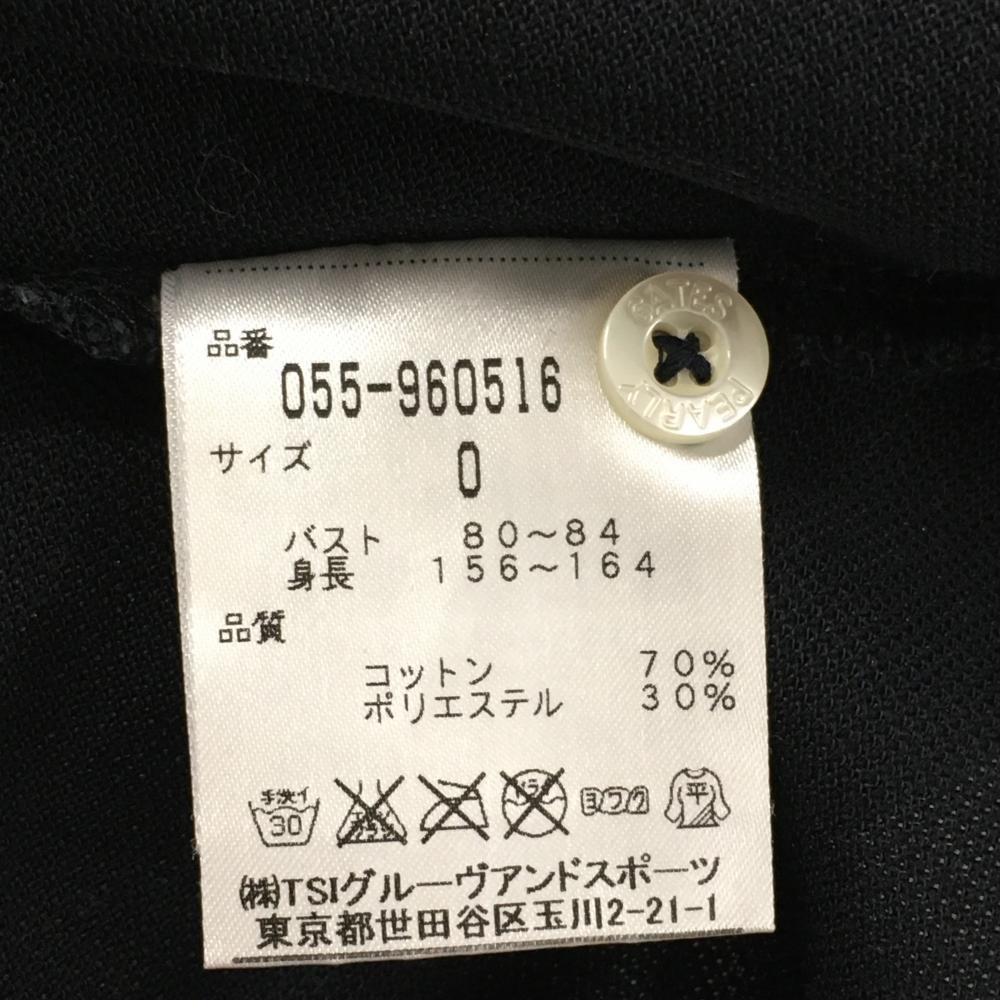 品番
055-960516
サイズ 0
バスト 80～84
身長 156～164
品質
コットン 70%
ポリエステル 30%
手洗イ
30
ドライ
ヨワク
平
㈱TSIグルーヴアンドスポーツ
東京都世田谷区玉川2-21-1
GATES
PEARLY